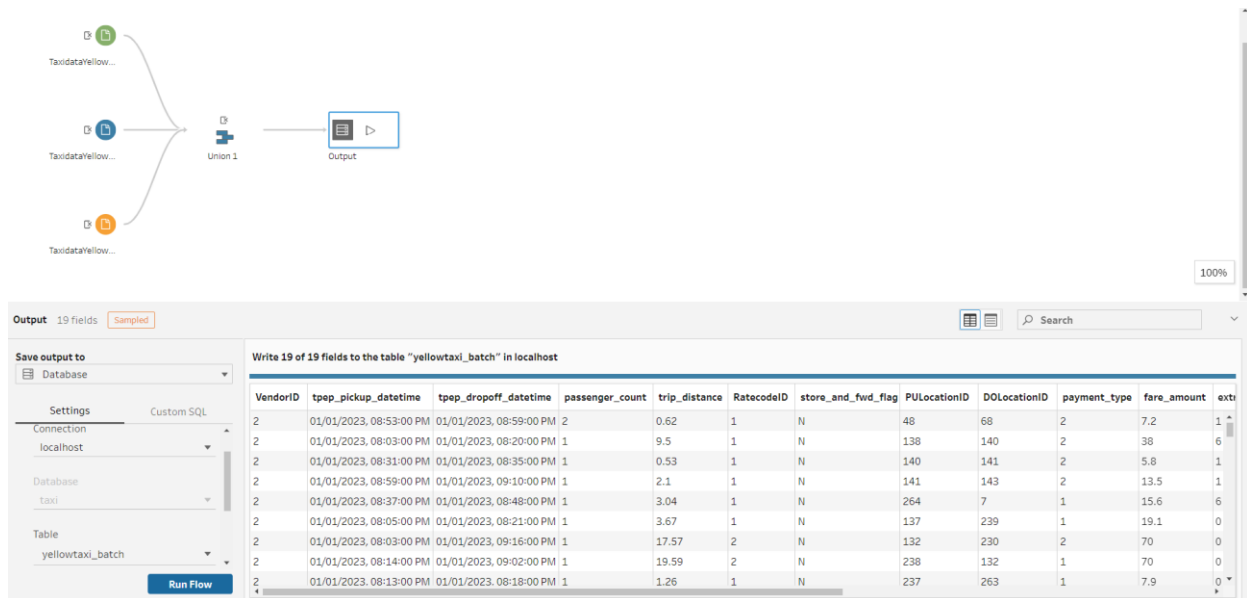 TaxidataYellow...
TaxidataYellow...
Union 1
Output
TaxidataYellow...
100%
Output 19 fields Sampled
Search
Save output to
Database
Settings Custom SQL
Connection
localhost
Database
taxi
Table
yellowtaxi_batch
Run Flow
Write 19 of 19 fields to the table "yellowtaxi_batch" in localhost
VendorID tpep_pickup_datetime tpep_dropoff_datetime passenger_count trip_distance RatecodeID store_and_fwd_flag PULocationID DOLocationID payment_type fare_amount extr
2 01/01/2023, 08:53:00 PM 01/01/2023, 08:59:00 PM 2 0.62 1 N 48 68 2 7.2 1
2 01/01/2023, 08:03:00 PM 01/01/2023, 08:20:00 PM 1 9.5 1 N 138 140 2 38 6
2 01/01/2023, 08:31:00 PM 01/01/2023, 08:35:00 PM 1 0.53 1 N 140 141 2 5.8 1
2 01/01/2023, 08:59:00 PM 01/01/2023, 09:10:00 PM 1 2.1 1 N 141 143 2 13.5 1
2 01/01/2023, 08:37:00 PM 01/01/2023, 08:48:00 PM 1 3.04 1 N 264 7 1 15.6 6
2 01/01/2023, 08:05:00 PM 01/01/2023, 08:21:00 PM 1 3.67 1 N 137 239 1 19.1 0
2 01/01/2023, 08:03:00 PM 01/01/2023, 09:16:00 PM 1 17.57 2 N 132 230 2 70 0
2 01/01/2023, 08:14:00 PM 01/01/2023, 09:02:00 PM 1 19.59 2 N 238 132 1 70 0
2 01/01/2023, 08:13:00 PM 01/01/2023, 08:18:00 PM 1 1.26 1 N 237 263 1 7.9 0